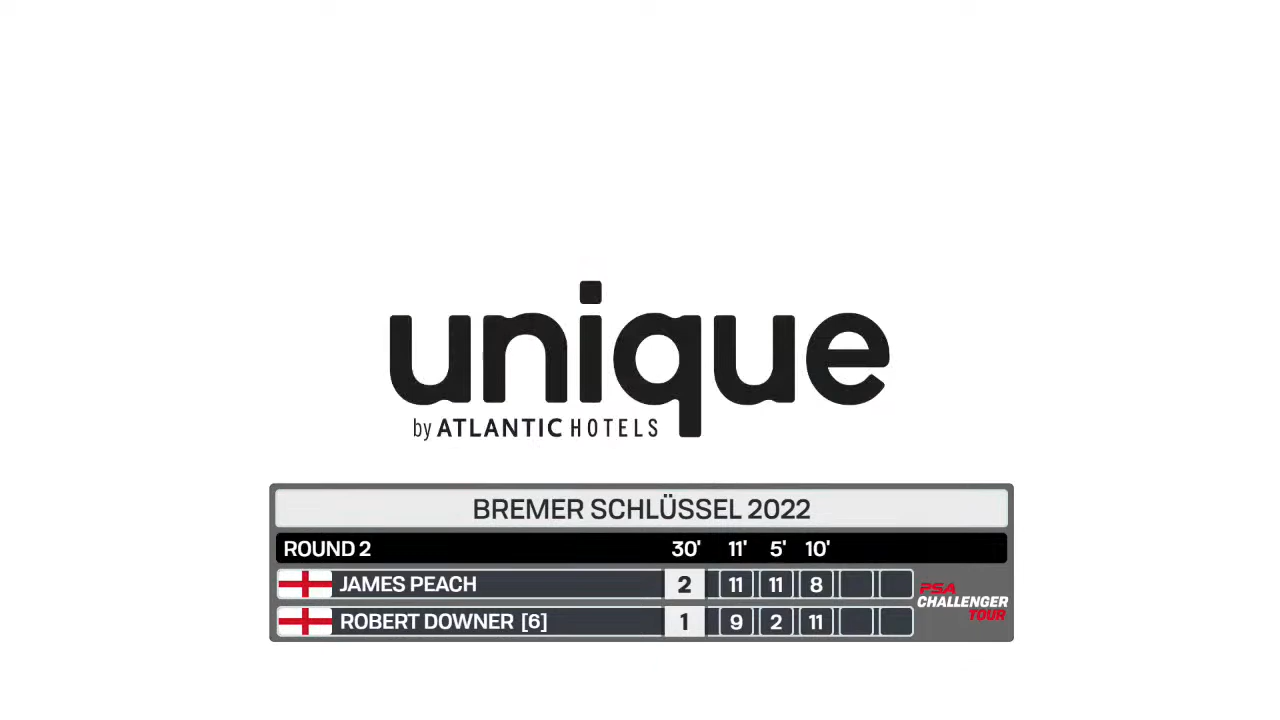 unique
by ATLANTIC HOTELS
BREMER SCHLÜSSEL 2022
ROUND 2 30' 11' 5' 10'
JAMES PEACH 2 11 11 8
ROBERT DOWNER [6] 1 9 2 11
PSA
CHALLENGER
TOUR